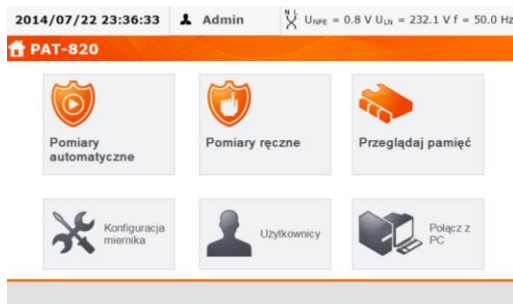 2014/07/22 23:36:33 Admin N L UNPE = 0.8 V ULN = 232.1 V f = 50.0 Hz
PAT-820
Pomiary
automatyczne
Pomiary ręczne
Przeglądaj pamięć
Konfiguracja
miernika
Użytkownicy
Połącz z
PC